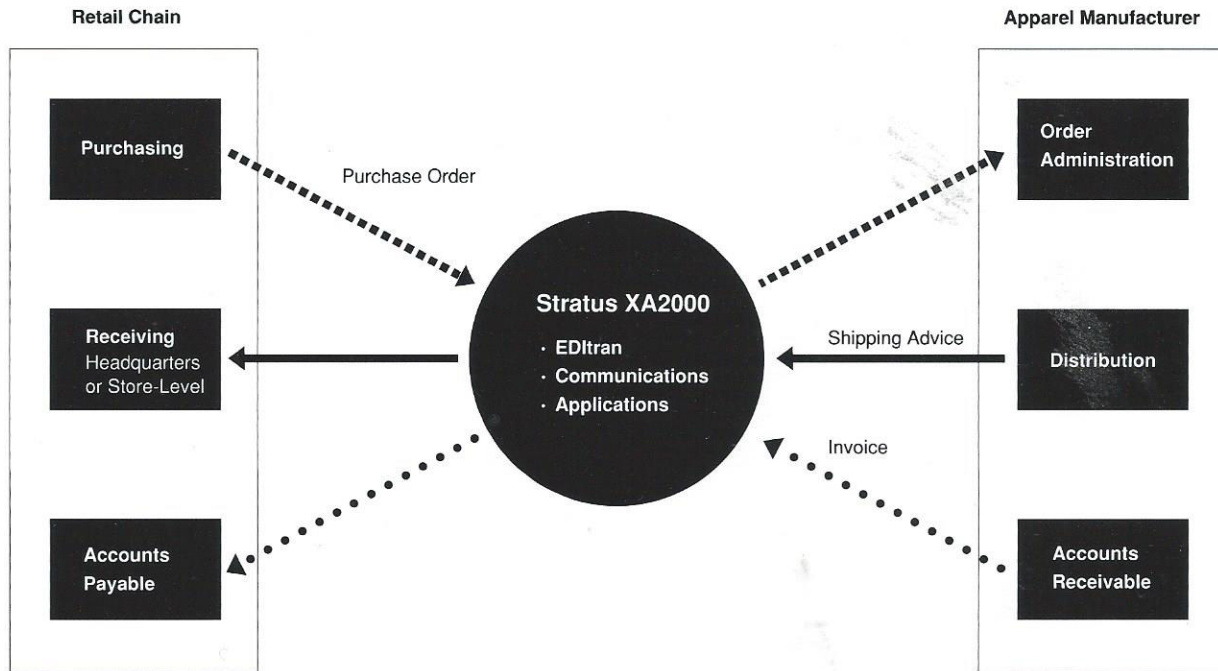 Retail Chain
Apparel Manufacturer
Purchasing
Purchase Order
Order
Administration
Stratus XA2000
· EDItran
· Communications
· Applications
Receiving
Headquarters
or Store-Level
Shipping Advice
Distribution
Invoice
Accounts
Payable
Accounts
Receivable